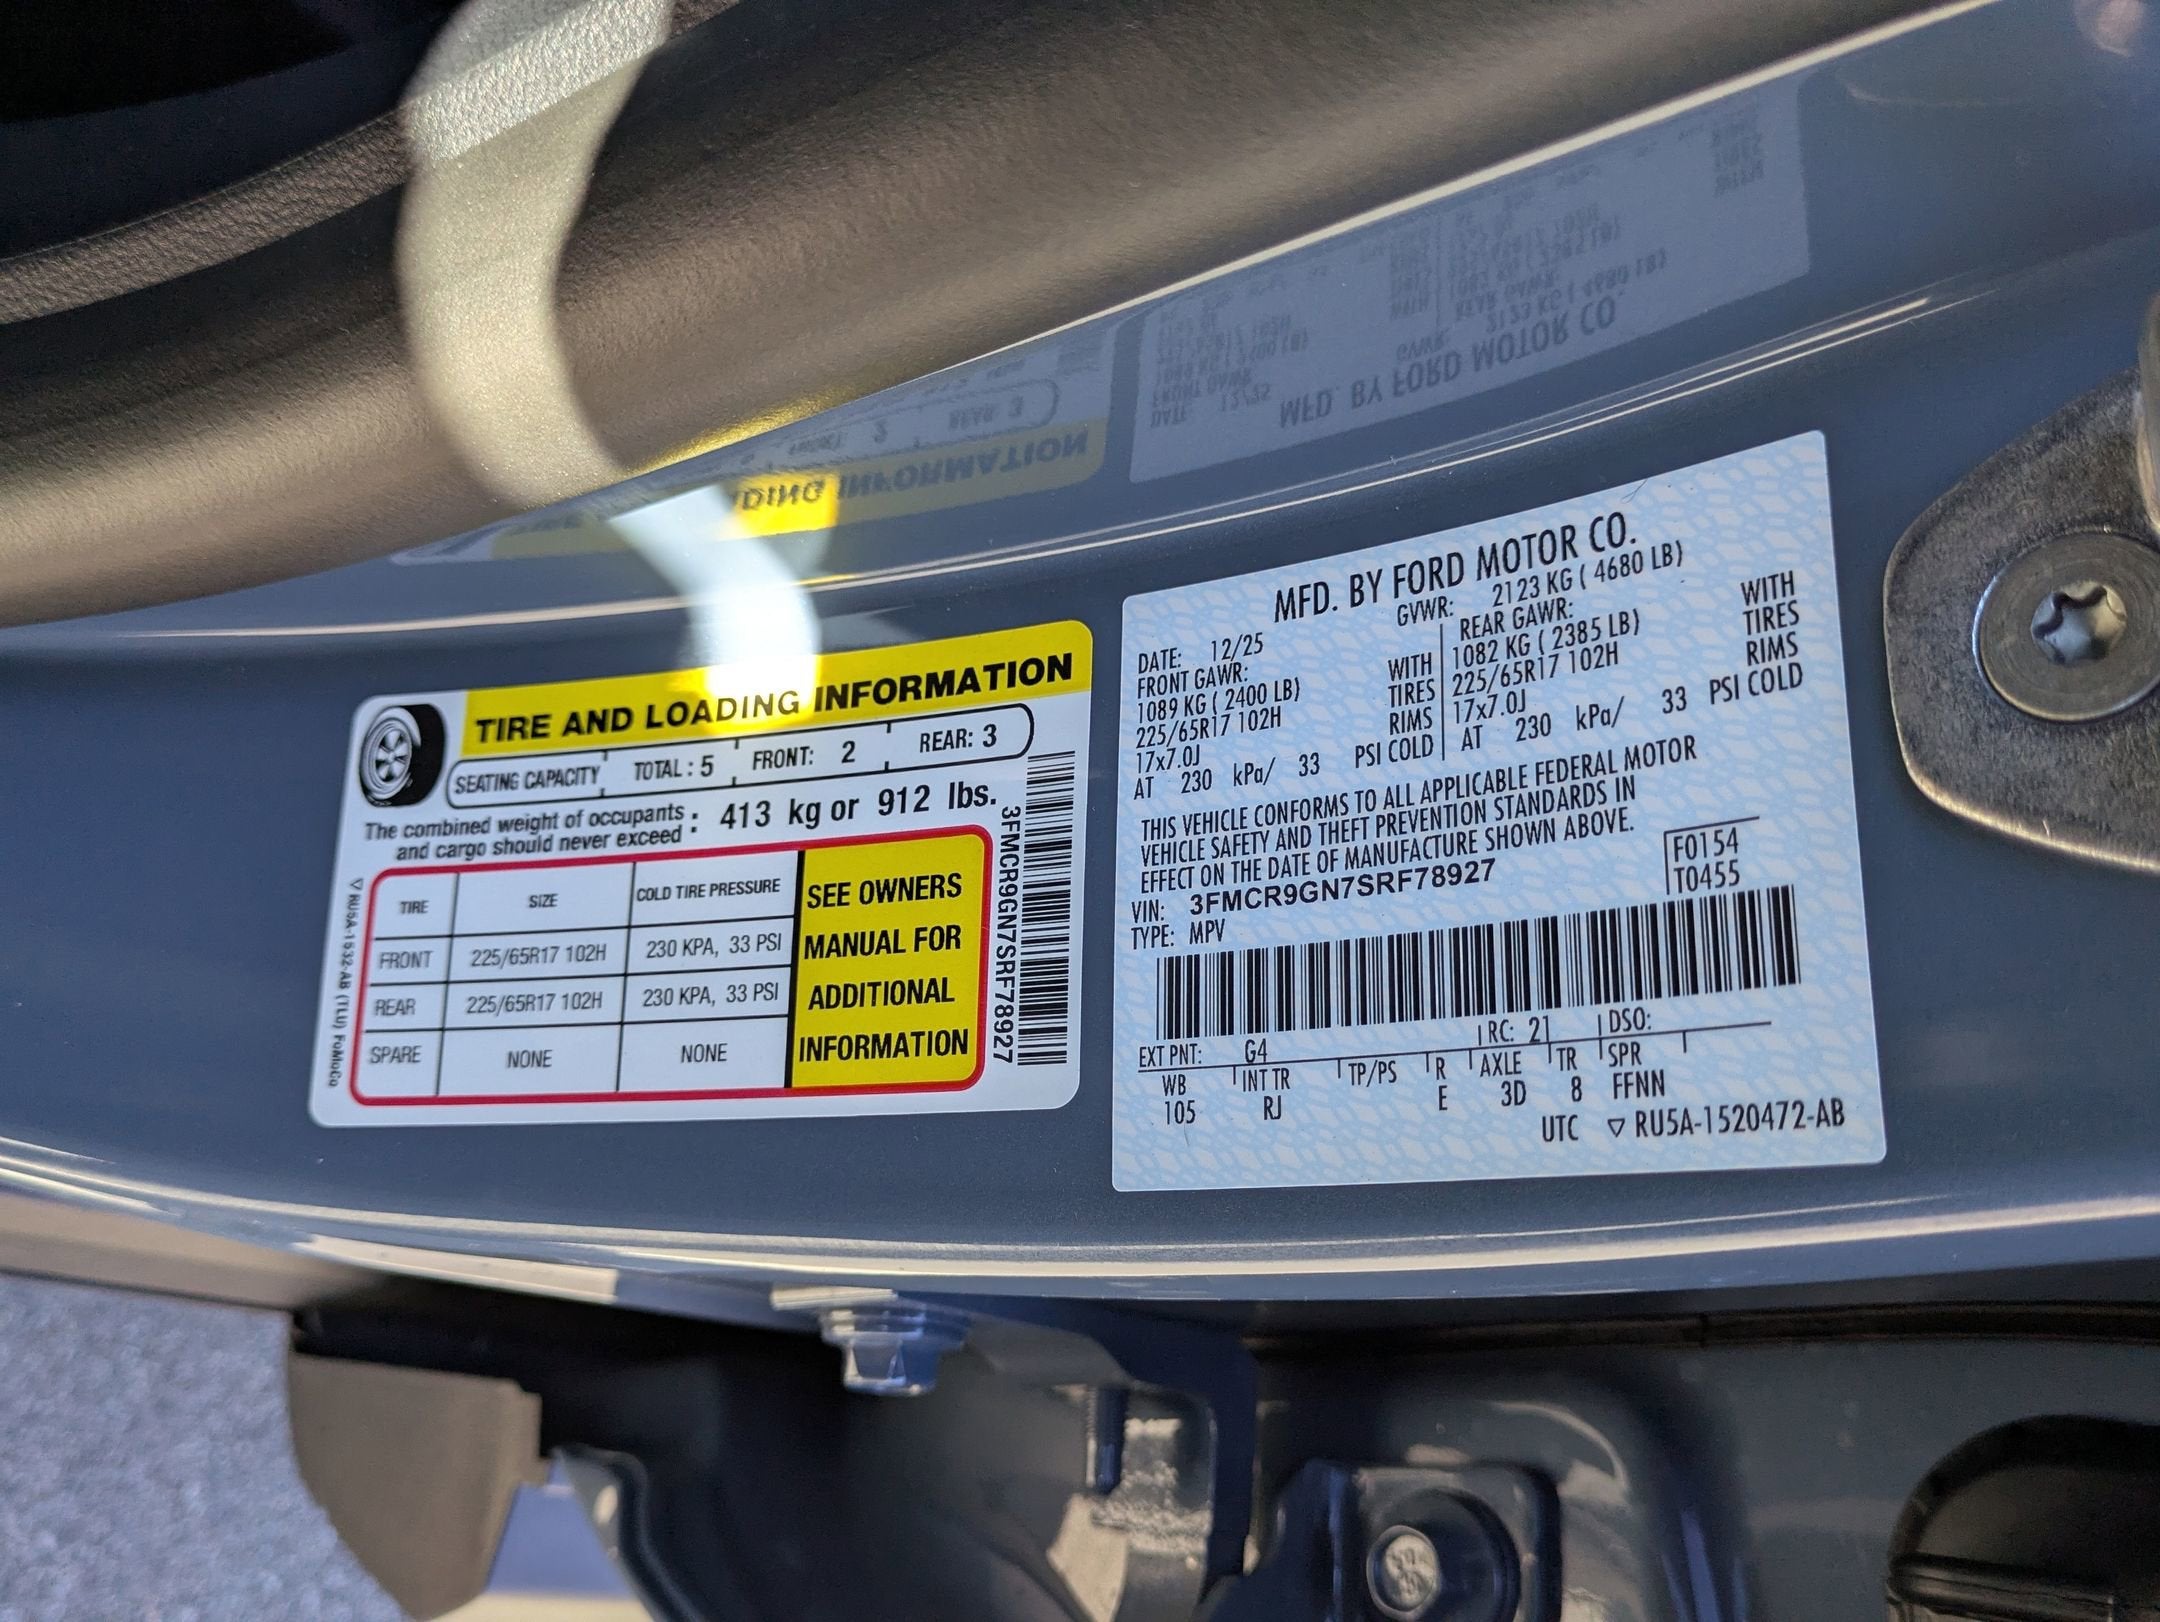 TIRE AND LOADING INFORMATION
SEATING CAPACITY TOTAL : 5 FRONT: 2 REAR: 3
The combined weight of occupants and cargo should never exceed : 413 kg or 912 lbs.
TIRE SIZE COLD TIRE PRESSURE
FRONT 225/65R17 102H 230 KPA, 33 PSI
REAR 225/65R17 102H 230 KPA, 33 PSI
SPARE NONE NONE
SEE OWNERS
MANUAL FOR
ADDITIONAL
INFORMATION
3FMCR9GN7SRF78927
RU5A-1532-AB (TLU) FoMoCo
MFD. BY FORD MOTOR CO.
DATE: 12/25 GVWR: 2123 KG ( 4680 LB)
FRONT GAWR: REAR GAWR:
1089 KG ( 2400 LB) WITH 1082 KG ( 2385 LB) WITH
225/65R17 102H TIRES 225/65R17 102H TIRES
17x7.0J RIMS 17x7.0J RIMS
AT 230 kPa/ 33 PSI COLD AT 230 kPa/ 33 PSI COLD
THIS VEHICLE CONFORMS TO ALL APPLICABLE FEDERAL MOTOR
VEHICLE SAFETY AND THEFT PREVENTION STANDARDS IN
EFFECT ON THE DATE OF MANUFACTURE SHOWN ABOVE.
VIN: 3FMCR9GN7SRF78927
TYPE: MPV
F0154
T0455
EXT PNT: G4 RC: 21 DSO:
WB INT TR TP/PS R AXLE TR SPR
105 RJ E 3D 8 FFNN
UTC RU5A-1520472-AB